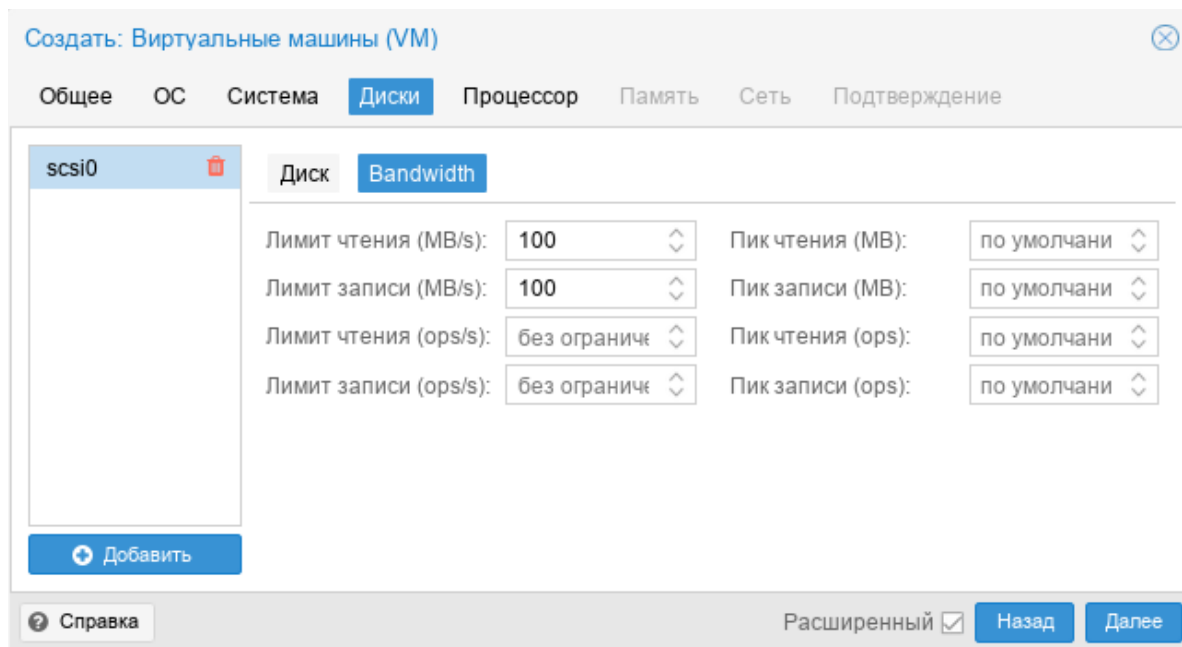 Создать: Виртуальные машины (VM)
Общее ОС Система Диски Процессор Память Сеть Подтверждение
scsi0 Диск Bandwidth
Лимит чтения (MB/s): 100 Пик чтения (MB): по умолчани
Лимит записи (MB/s): 100 Пик записи (MB): по умолчани
Лимит чтения (ops/s): без ограниче Пик чтения (ops): по умолчани
Лимит записи (ops/s): без ограниче Пик записи (ops): по умолчани
Добавить
Справка Расширенный Назад Далее